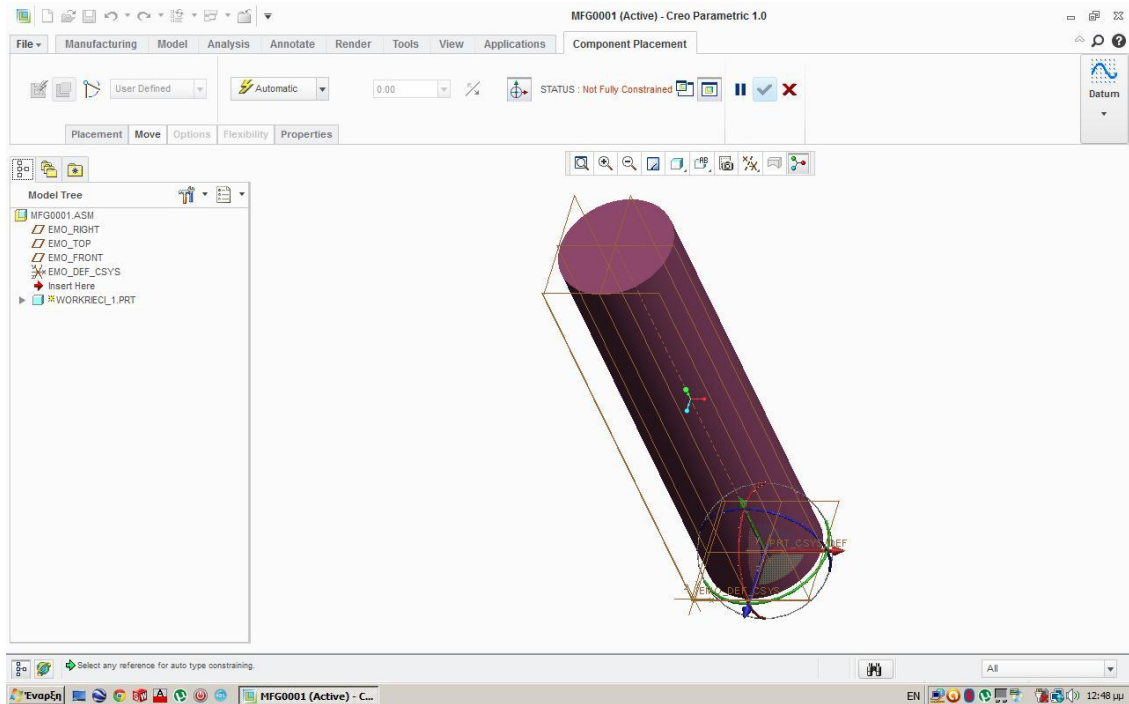 MFG0001 (Active) - Creo Parametric 1.0
File Manufacturing Model Analysis Annotate Render Tools View Applications Component Placement
User Defined Automatic 0.00 STATUS : Not Fully Constrained Datum
Placement Move Options Flexibility Properties
Model Tree
MFG0001.ASM
EMO_RIGHT
EMO_TOP
EMO_FRONT
EMO_DEF_CSYS
Insert Here
WORKRIECI_1.PRT
PRT_CSYS_DEF
EMO_DEF_CSYS
Select any reference for auto type constraining.
All
Έναρξη MFG0001 (Active) - C... EN 12:48 μμ